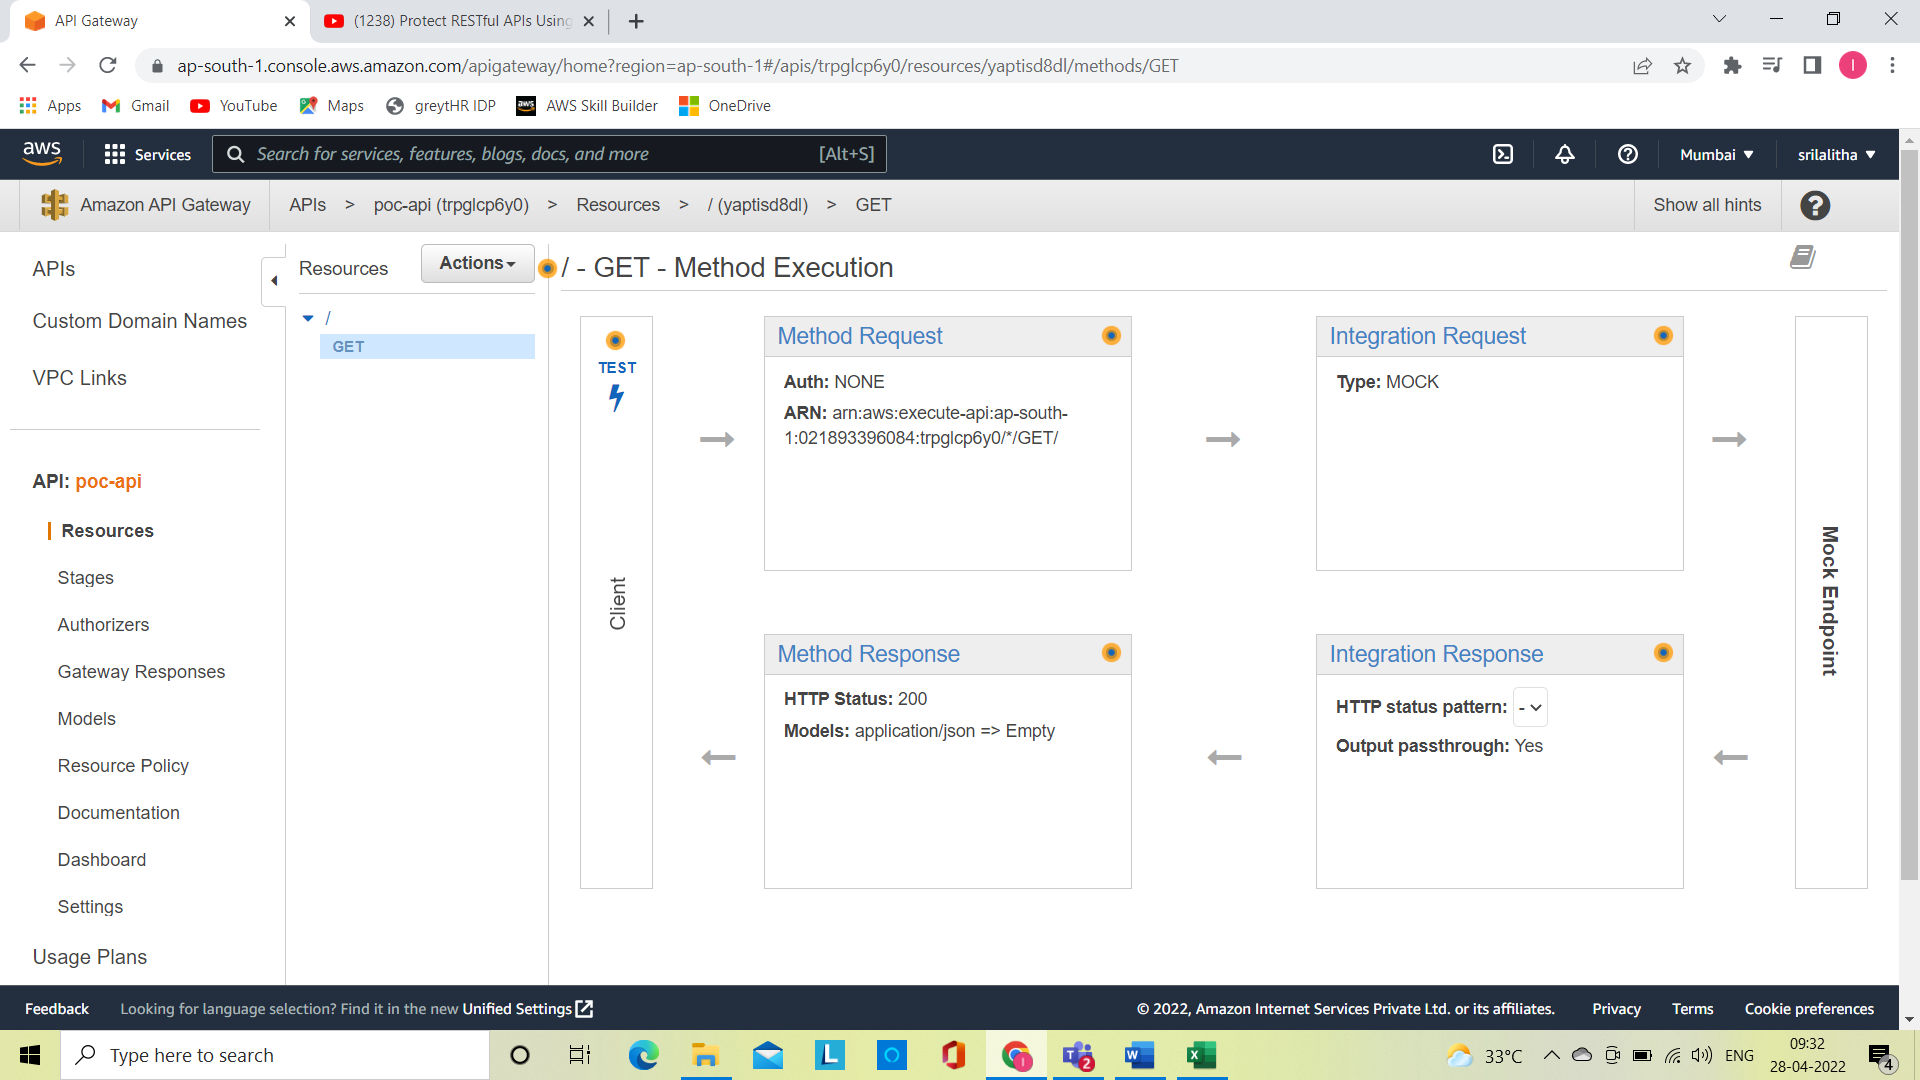 API Gateway
(1238) Protect RESTful APIs Using
ap-south-1.console.aws.amazon.com/apigateway/home?region=ap-south-1#/apis/trpglcp6y0/resources/yaptisd8dl/methods/GET
I
Apps
Gmail
YouTube
Maps
greytHR IDP
aws
AWS Skill Builder
OneDrive
aws
Services
Search for services, features, blogs, docs, and more
[Alt+S]
Mumbai
srilalitha
Amazon API Gateway
APIs > poc-api (trpglcp6y0) > Resources > / (yaptisd8dl) > GET
Show all hints
APIs
Custom Domain Names
VPC Links
API: poc-api
Resources
Stages
Authorizers
Gateway Responses
Models
Resource Policy
Documentation
Dashboard
Settings
Usage Plans
Resources
Actions
/
GET
/ - GET - Method Execution
TEST
Client
Method Request
Auth: NONE
ARN: arn:aws:execute-api:ap-south-
1:021893396084:trpglcp6y0/*/GET/
Integration Request
Type: MOCK
Mock Endpoint
Method Response
HTTP Status: 200
Models: application/json => Empty
Integration Response
HTTP status pattern: -
Output passthrough: Yes
Feedback
Looking for language selection? Find it in the new Unified Settings
© 2022, Amazon Internet Services Private Ltd. or its affiliates.
Privacy
Terms
Cookie preferences
Type here to search
L
2
W
X
33°C
ENG
09:32
28-04-2022
4